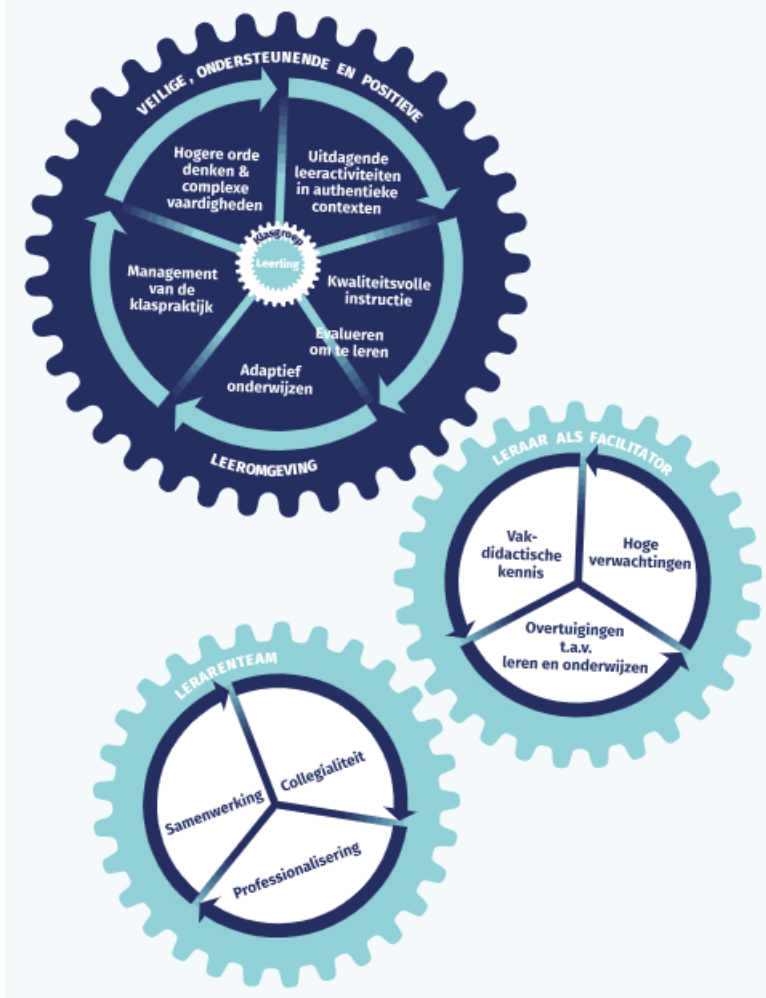 VEILIGE, ONDERSTEUNENDE EN POSITIEVE
Hogere orde
denken &
complexe
vaardigheden
Uitdagende
leeractiviteiten
in authentieke
contexten
Klasgroep
Leerling
Management
van de
klaspraktijk
Kwaliteitsvolle
instructie
Evalueren
om te leren
Adaptief
onderwijzen
LEEROMGEVING
LERAAR ALS FACILITATOR
Vak-
didactische
kennis
Hoge
verwachtingen
Overtuigingen
t.a.v.
leren en onderwijzen
LERARENTEAM
Collegialiteit
Samenwerking
Professionalisering